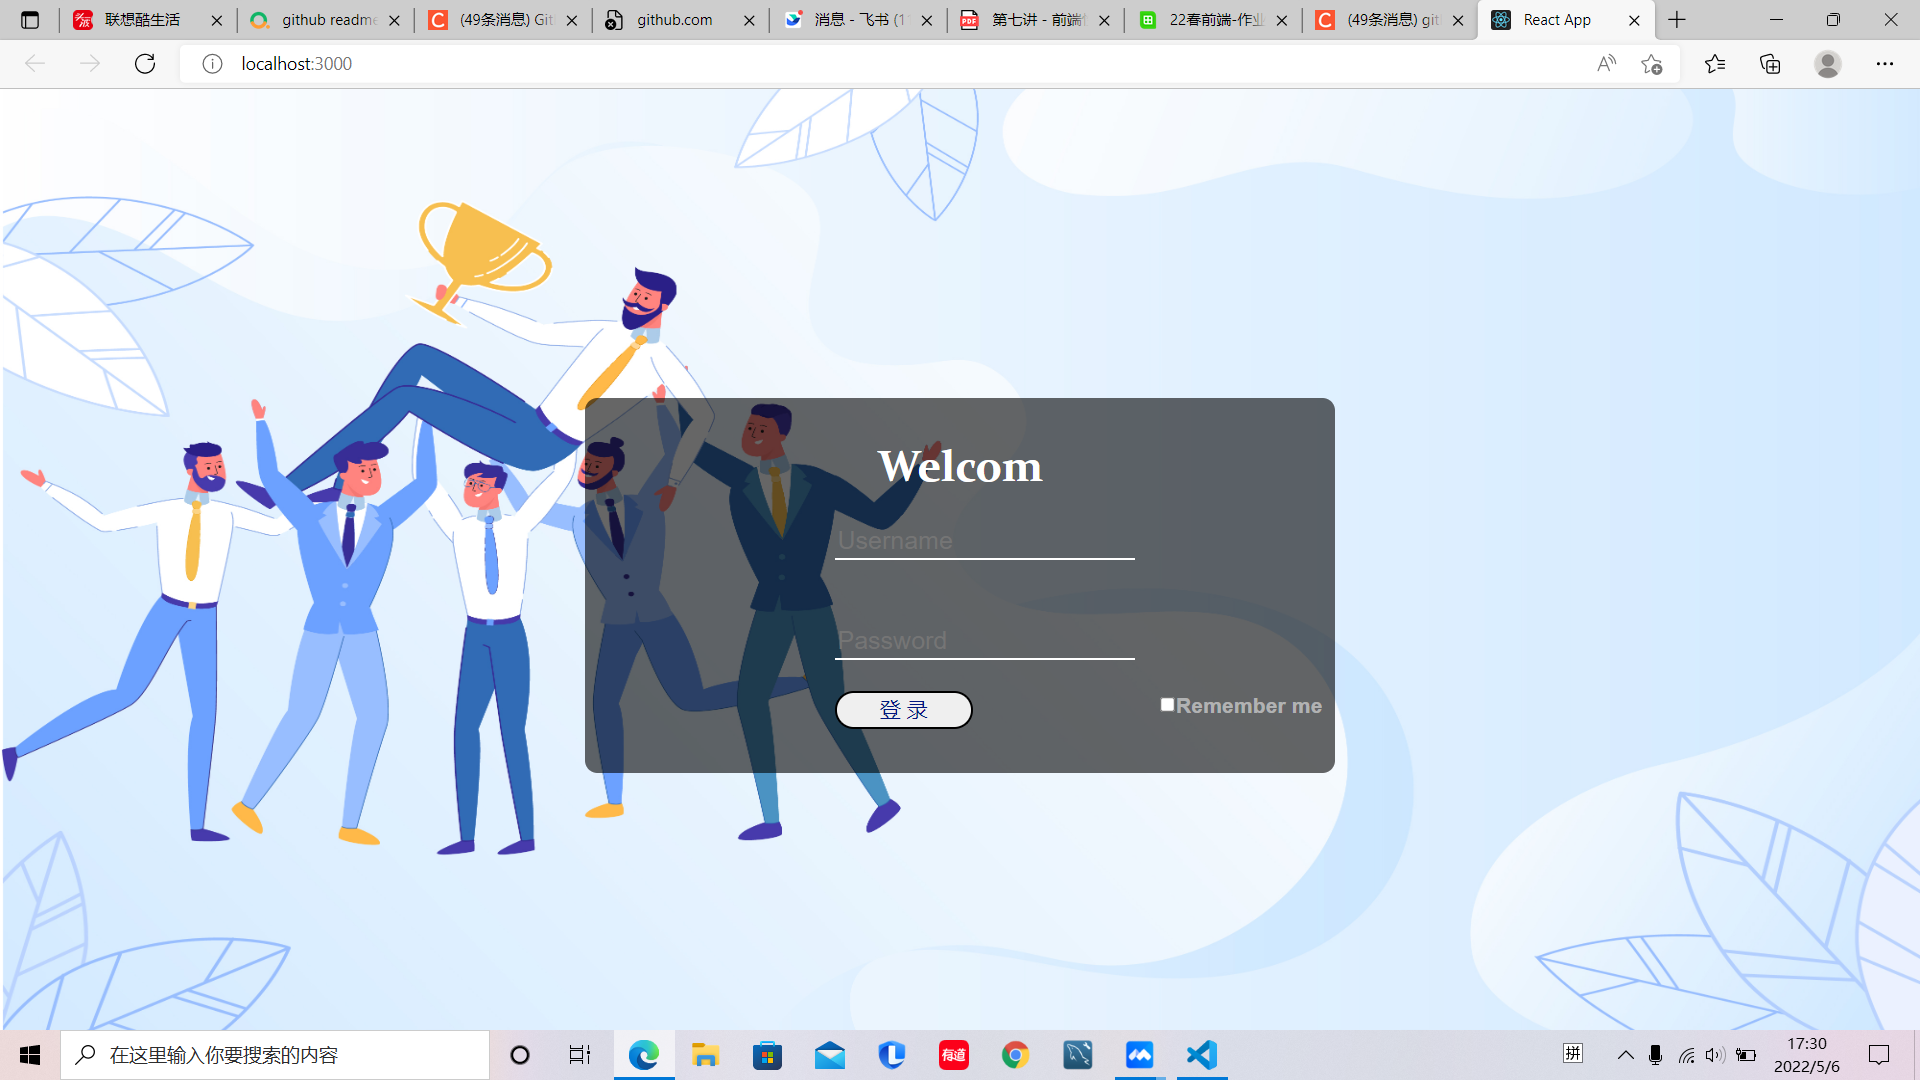 联想酷生活
github readme
(49条消息) Git
github.com
消息 - 飞书 (1
第七讲 - 前端
22春前端-作业
(49条消息) git
React App
localhost:3000
Welcom
Username
Password
登 录
Remember me
在这里输入你要搜索的内容
有道
拼
17:30
2022/5/6